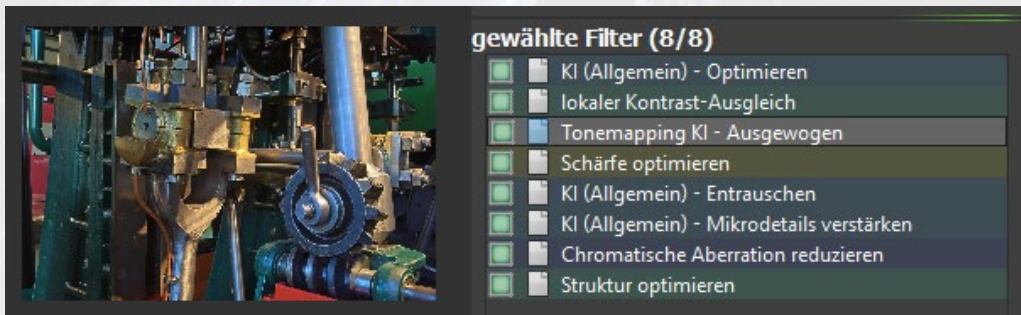 gewählte Filter (8/8)
KI (Allgemein) - Optimieren
lokaler Kontrast-Ausgleich
Tonemapping KI - Ausgewogen
Schärfe optimieren
KI (Allgemein) - Entrauschen
KI (Allgemein) - Mikrodetails verstärken
Chromatische Aberration reduzieren
Struktur optimieren